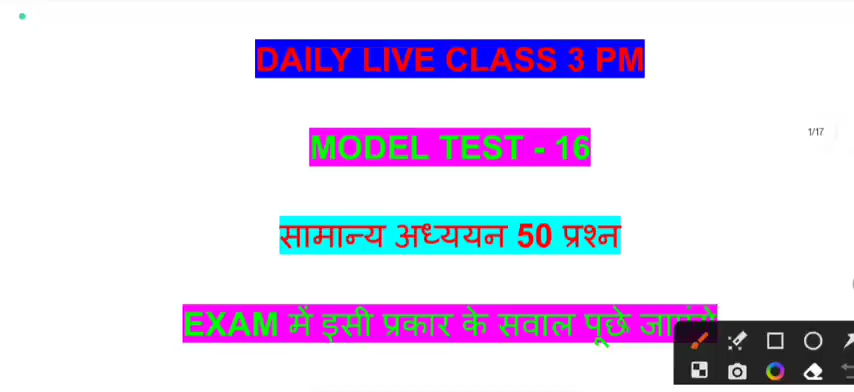 DAILY LIVE CLASS 3 PM
MODEL TEST - 16
1/17
सामान्य अध्ययन 50 प्रश्न
EXAM में इसी प्रकार के सवाल पूछे